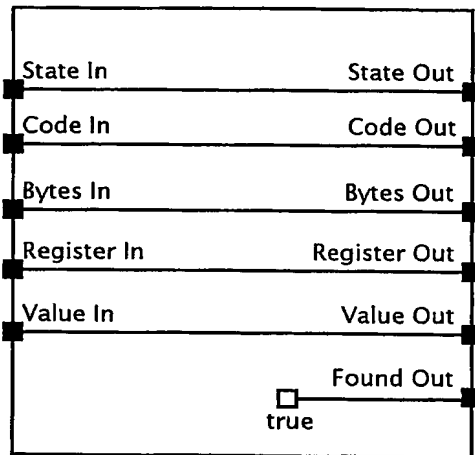 State In State Out
Code In Code Out
Bytes In Bytes Out
Register In Register Out
Value In Value Out
Found Out
true